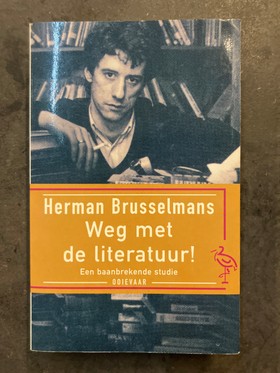 Herman Brusselmans
Weg met
de literatuur!
Een baanbrekende studie
OOIEVAAR